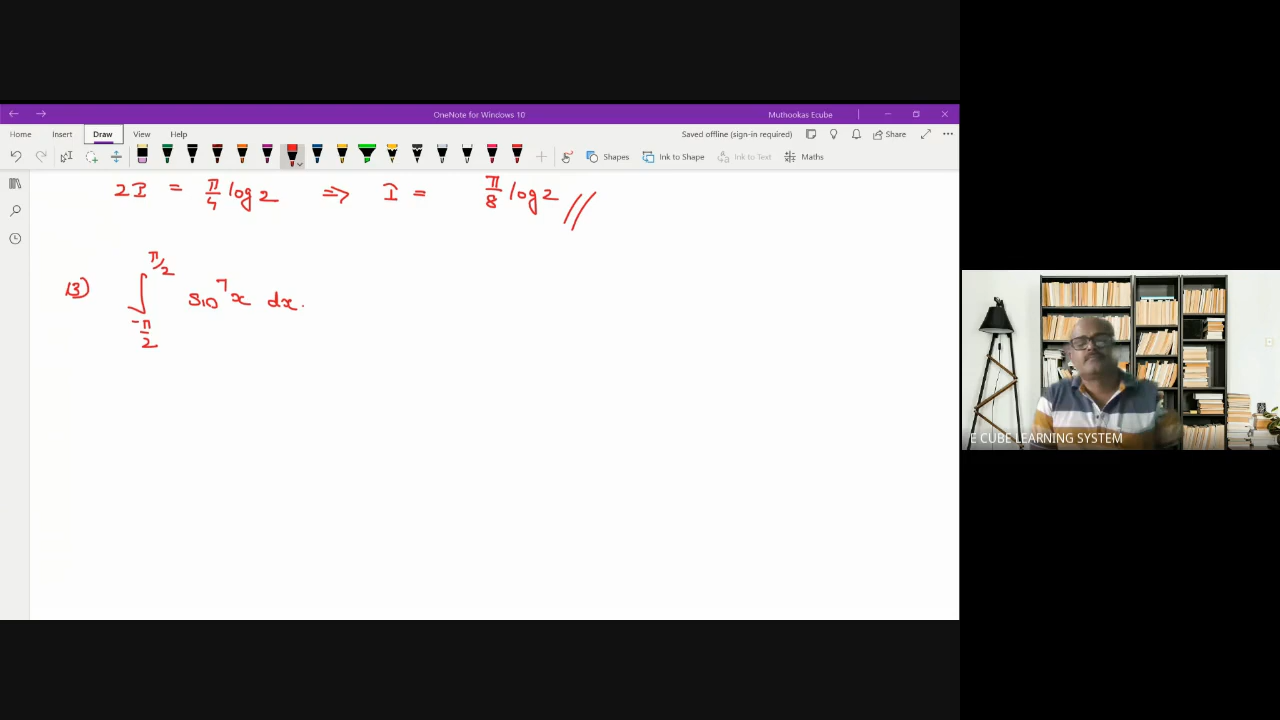 OneNote for Windows 10
Muthookas Ecube
Home Insert Draw View Help
Saved offline (sign-in required)
Share
Shapes
Ink to Shape
Ink to Text
Maths
2I = π/4 log 2 ⇒ I = π/8 log 2 //
13) ∫_{-π/2}^{π/2} sin⁷x dx.
E CUBE LEARNING SYSTEM